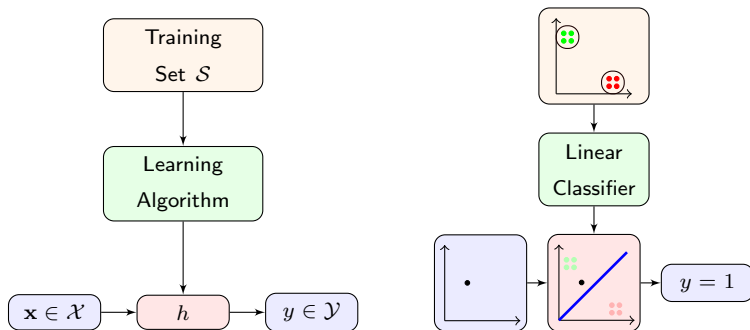 Training
Set 𝒮
Learning
Algorithm
𝐱 ∈ 𝒳
h
y ∈ 𝒴
Linear
Classifier
y = 1